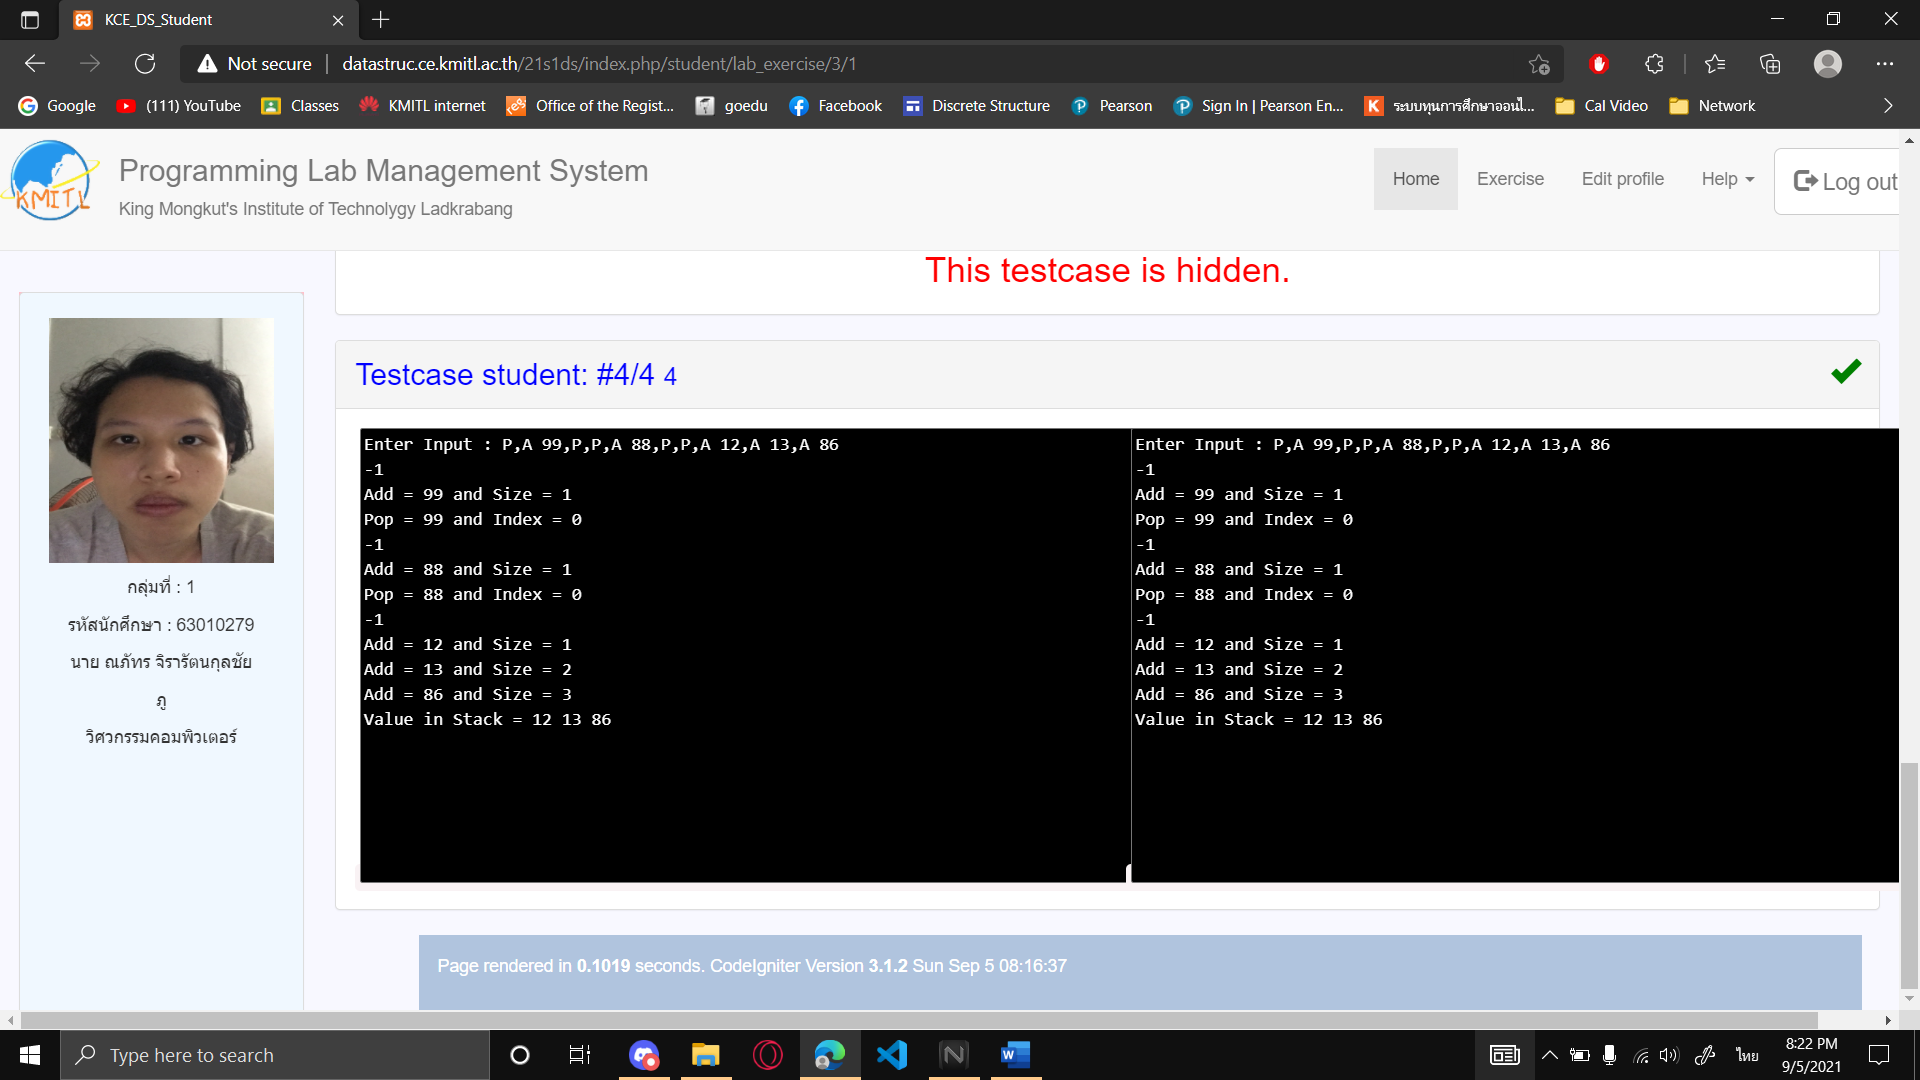 KCE_DS_Student
Not secure
datastruc.ce.kmitl.ac.th/21s1ds/index.php/student/lab_exercise/3/1
Google
(111) YouTube
Classes
KMITL internet
Office of the Regist...
goedu
Facebook
Discrete Structure
Pearson
Sign In | Pearson En...
ระบบทุนการศึกษาออนไ...
Cal Video
Network
KMITL
Programming Lab Management System
King Mongkut's Institute of Technolygy Ladkrabang
Home
Exercise
Edit profile
Help
Log out
This testcase is hidden.
กลุ่มที่ : 1
รหัสนักศึกษา : 63010279
นาย ณภัทร จิรารัตนกุลชัย
ภู
วิศวกรรมคอมพิวเตอร์
Testcase student: #4/4 4
Enter Input : P,A 99,P,P,A 88,P,P,A 12,A 13,A 86
-1
Add = 99 and Size = 1
Pop = 99 and Index = 0
-1
Add = 88 and Size = 1
Pop = 88 and Index = 0
-1
Add = 12 and Size = 1
Add = 13 and Size = 2
Add = 86 and Size = 3
Value in Stack = 12 13 86
Enter Input : P,A 99,P,P,A 88,P,P,A 12,A 13,A 86
-1
Add = 99 and Size = 1
Pop = 99 and Index = 0
-1
Add = 88 and Size = 1
Pop = 88 and Index = 0
-1
Add = 12 and Size = 1
Add = 13 and Size = 2
Add = 86 and Size = 3
Value in Stack = 12 13 86
Page rendered in 0.1019 seconds. CodeIgniter Version 3.1.2 Sun Sep 5 08:16:37
Type here to search
ไทย
8:22 PM
9/5/2021